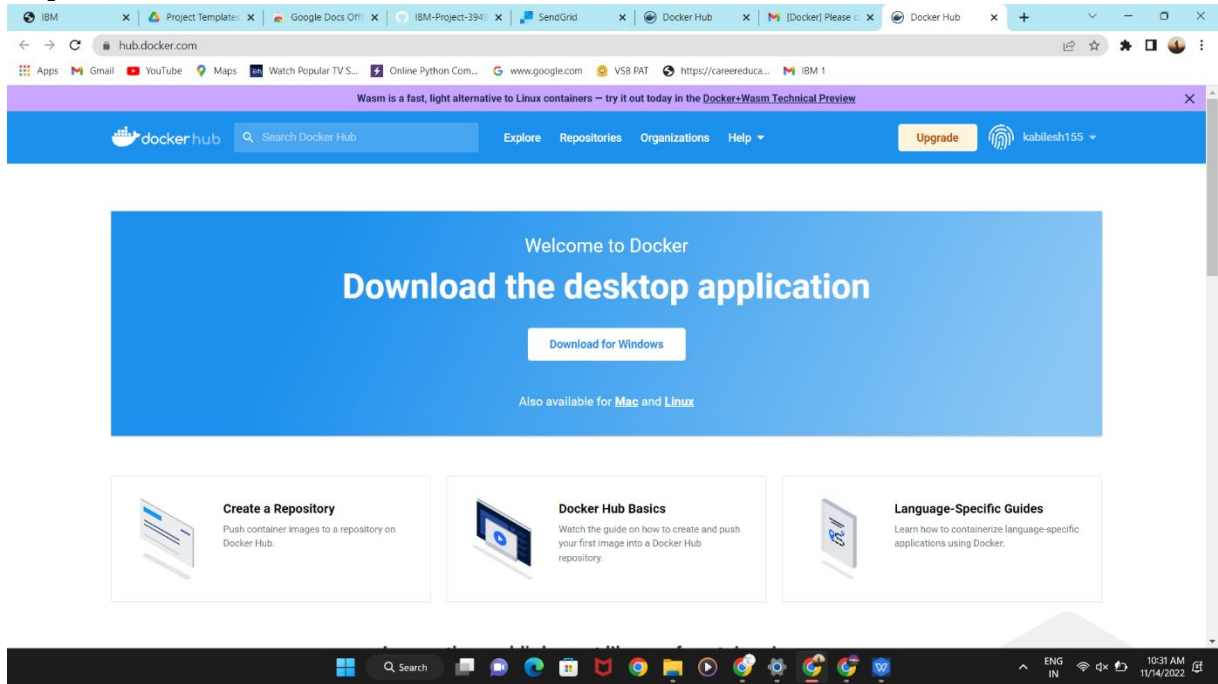 IBM
Project Templates
Google Docs Offl
IBM-Project-3949
SendGrid
Docker Hub
[Docker] Please c
Docker Hub
hub.docker.com
Apps
Gmail
YouTube
Maps
Watch Popular TV S...
Online Python Com...
www.google.com
VSB PAT
https://careereduca...
IBM 1
Wasm is a fast, light alternative to Linux containers — try it out today in the Docker+Wasm Technical Preview
dockerhub
Search Docker Hub
Explore
Repositories
Organizations
Help
Upgrade
kabilesh155
Welcome to Docker
Download the desktop application
Download for Windows
Also available for Mac and Linux
Create a Repository
Push container images to a repository on
Docker Hub.
Docker Hub Basics
Watch the guide on how to create and push
your first image into a Docker Hub
repository.
Language-Specific Guides
Learn how to containerize language-specific
applications using Docker.
Search
ENG
IN
10:31 AM
11/14/2022